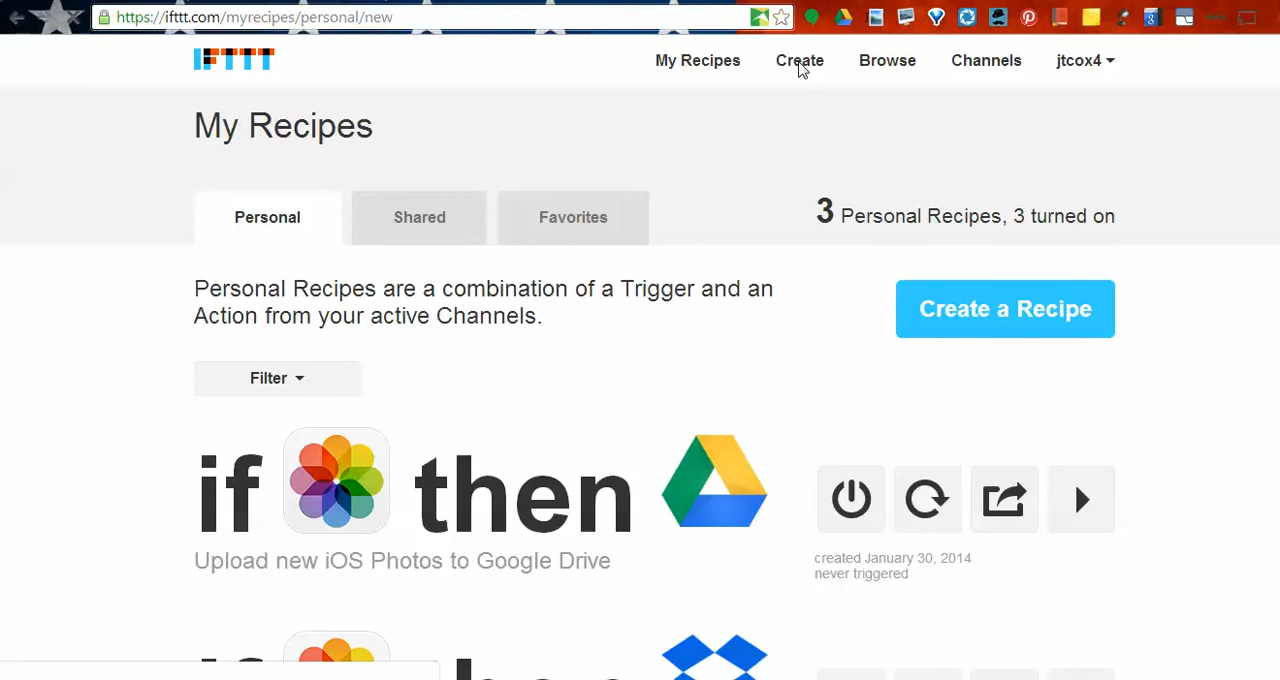 https://ifttt.com/myrecipes/personal/new
IFTTT
My Recipes Create Browse Channels jtcox4
My Recipes
Personal Shared Favorites 3 Personal Recipes, 3 turned on
Personal Recipes are a combination of a Trigger and an
Action from your active Channels.
Create a Recipe
Filter
if then
Upload new iOS Photos to Google Drive
created January 30, 2014
never triggered